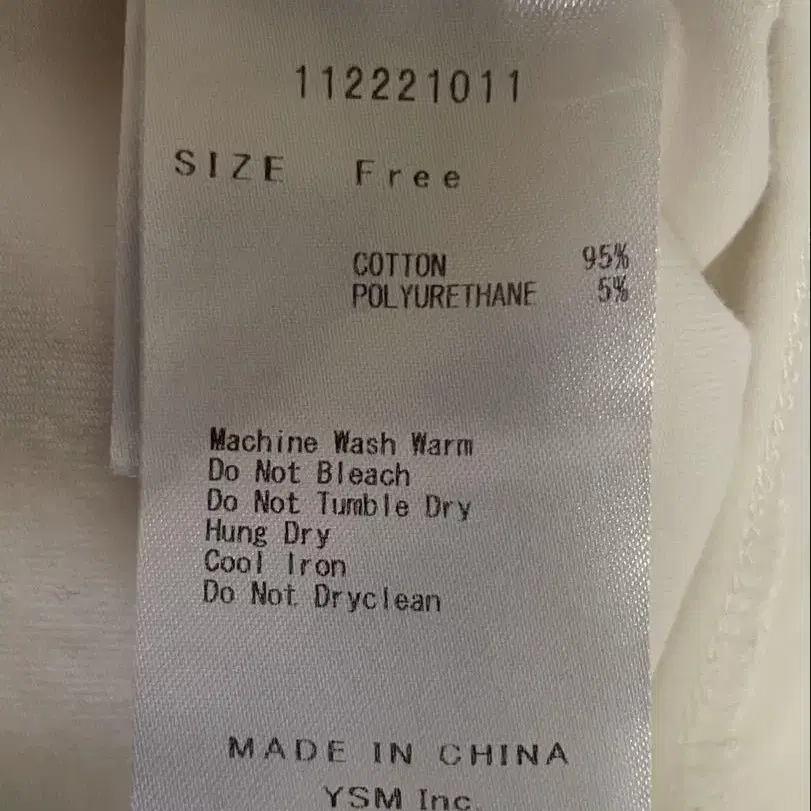 112221011
SIZE Free
COTTON 95%
POLYURETHANE 5%
Machine Wash Warm
Do Not Bleach
Do Not Tumble Dry
Hung Dry
Cool Iron
Do Not Dryclean
MADE IN CHINA
YSM Inc.